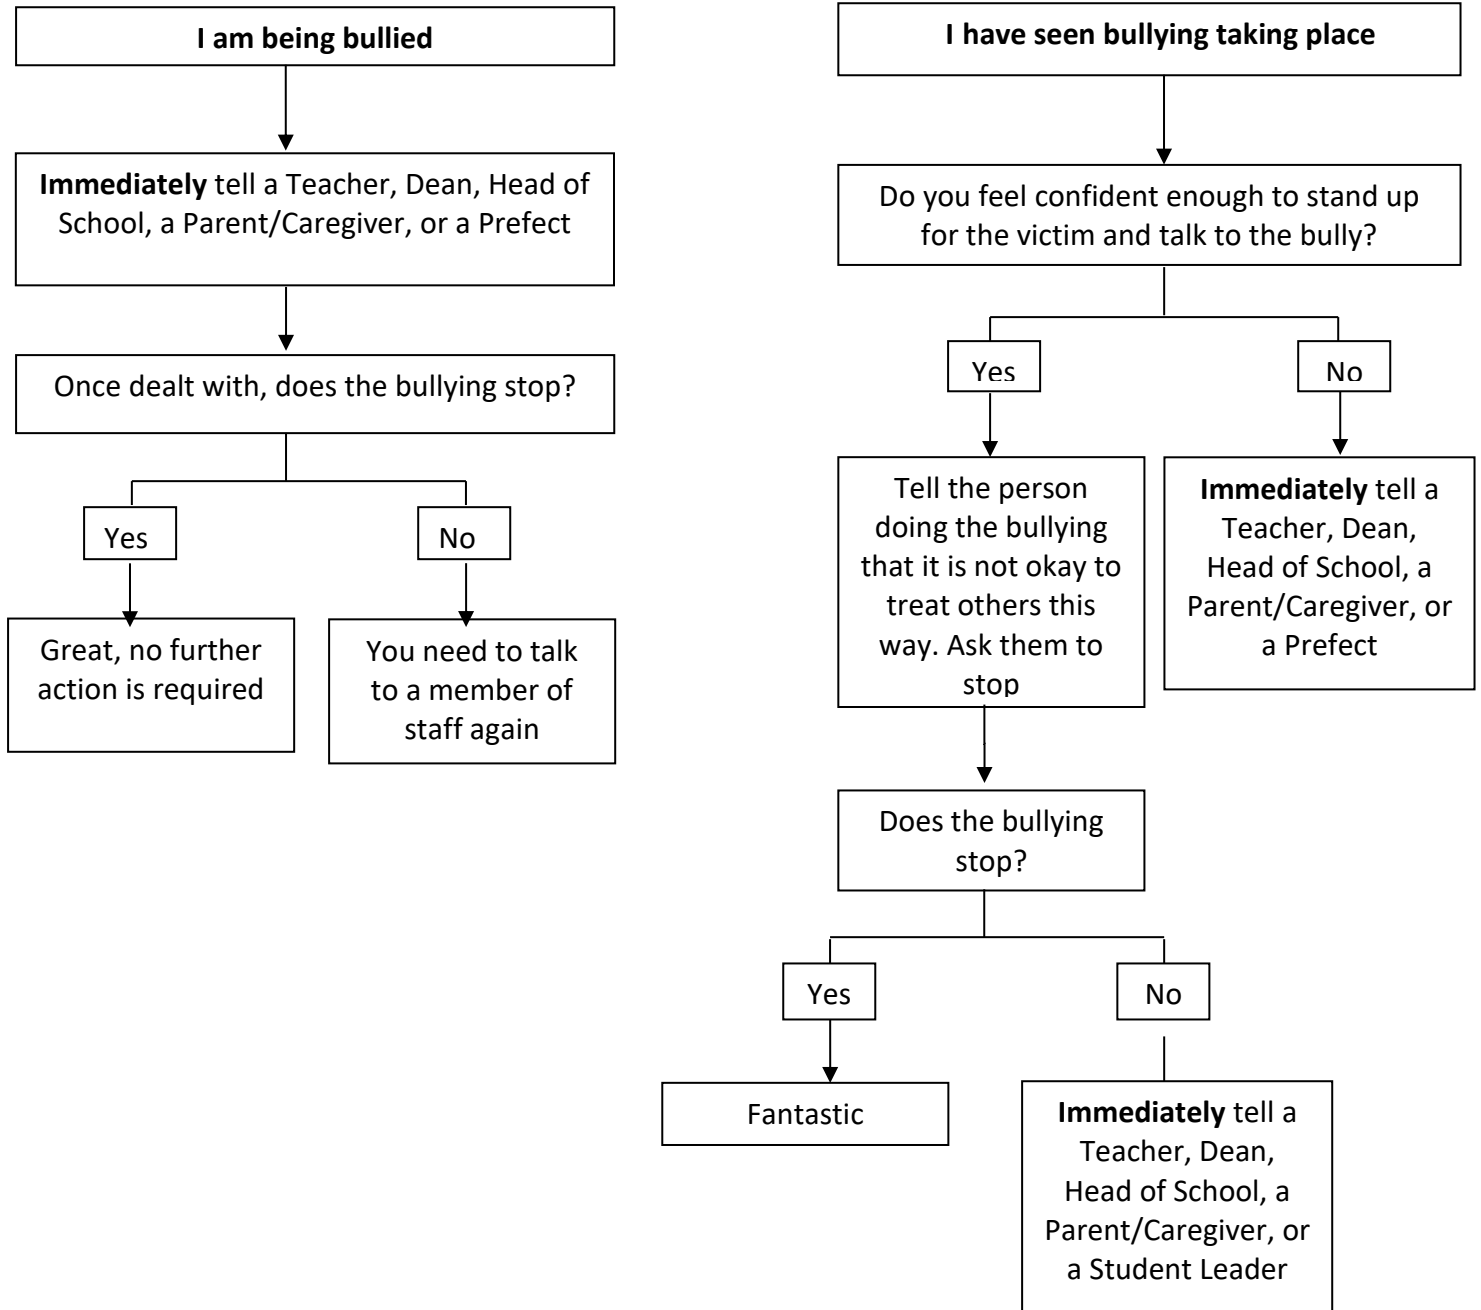 I am being bullied
Immediately tell a Teacher, Dean, Head of
School, a Parent/Caregiver, or a Prefect
Once dealt with, does the bullying stop?
Yes
No
Great, no further
action is required
You need to talk
to a member of
staff again
I have seen bullying taking place
Do you feel confident enough to stand up
for the victim and talk to the bully?
Yes
No
Tell the person
doing the bullying
that it is not okay to
treat others this
way. Ask them to
stop
Immediately tell a
Teacher, Dean,
Head of School, a
Parent/Caregiver, or
a Prefect
Does the bullying
stop?
Yes
No
Fantastic
Immediately tell a
Teacher, Dean,
Head of School, a
Parent/Caregiver, or
a Student Leader